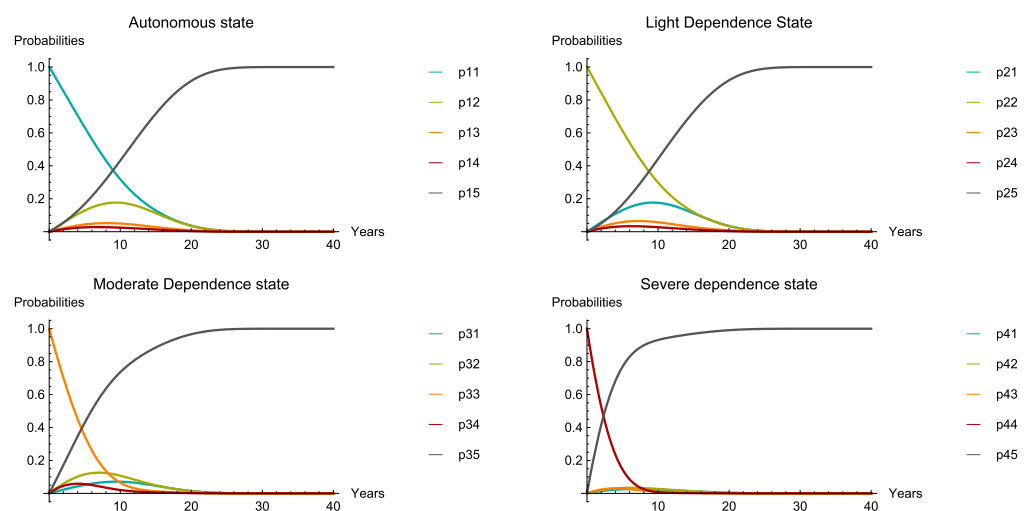 Autonomous state
Probabilities
1.0
0.8
0.6
0.4
0.2
10
20
30
40
Years
p11
p12
p13
p14
p15
Light Dependence State
Probabilities
1.0
0.8
0.6
0.4
0.2
10
20
30
40
Years
p21
p22
p23
p24
p25
Moderate Dependence state
Probabilities
1.0
0.8
0.6
0.4
0.2
10
20
30
40
Years
p31
p32
p33
p34
p35
Severe dependence state
Probabilities
1.0
0.8
0.6
0.4
0.2
10
20
30
40
Years
p41
p42
p43
p44
p45